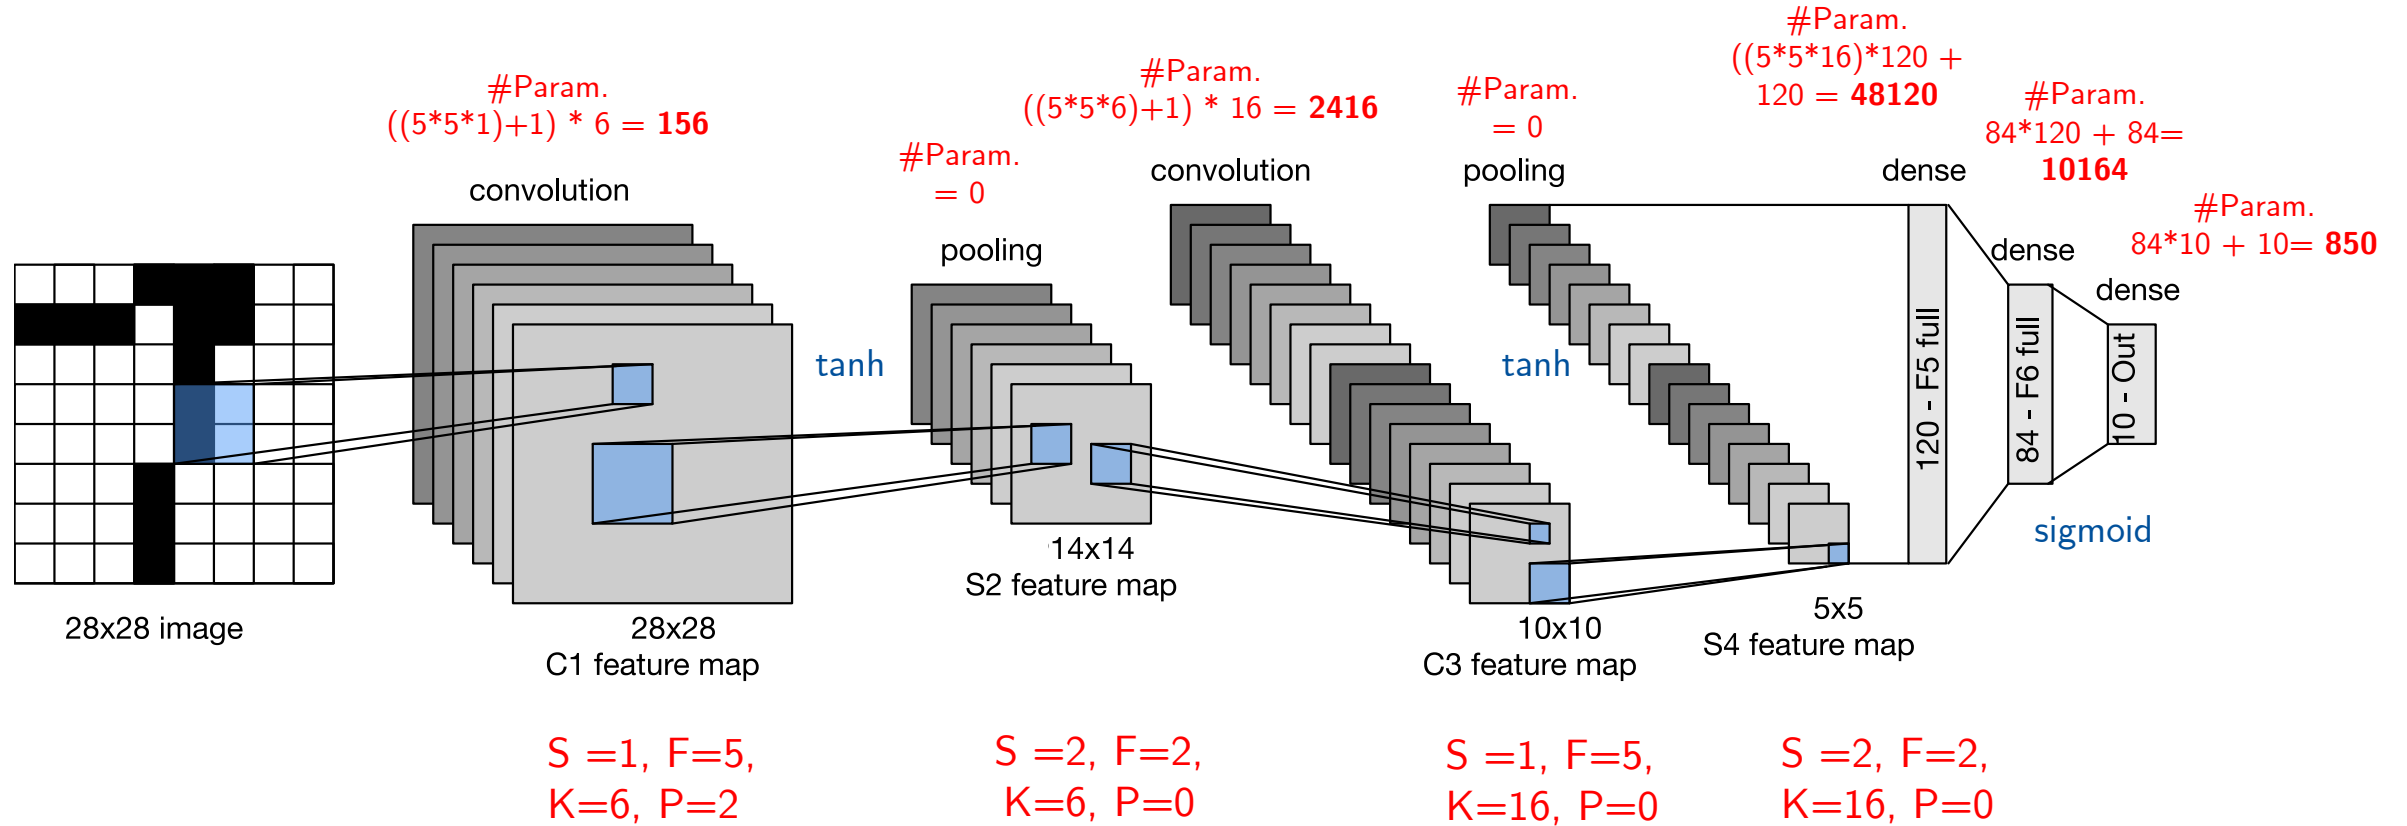 #Param.
((5*5*1)+1) * 6 = 156
convolution
#Param.
= 0
pooling
#Param.
((5*5*6)+1) * 16 = 2416
convolution
#Param.
= 0
pooling
#Param.
((5*5*16)*120 +
120 = 48120
dense
#Param.
84*120 + 84=
10164
dense
#Param.
84*10 + 10= 850
dense
tanh
tanh
120 - F5 full
84 - F6 full
10 - Out
sigmoid
28x28 image
28x28
C1 feature map
14x14
S2 feature map
10x10
C3 feature map
5x5
S4 feature map
S =1, F=5,
K=6, P=2
S =2, F=2,
K=6, P=0
S =1, F=5,
K=16, P=0
S =2, F=2,
K=16, P=0